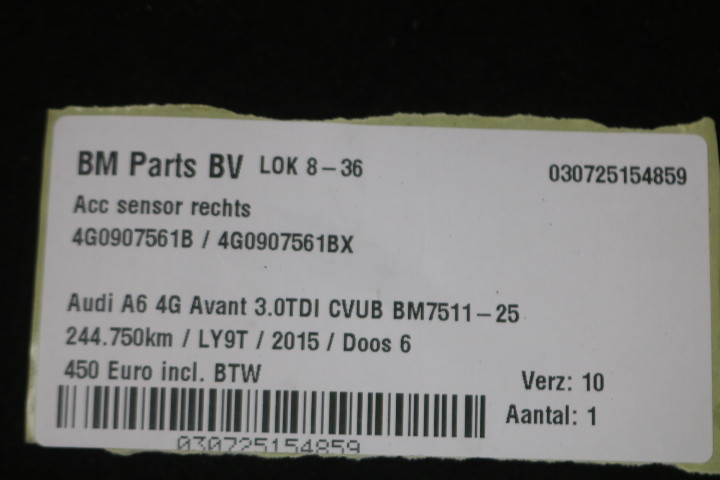 BM Parts BV LOK 8-36 030725154859
Acc sensor rechts
4G0907561B / 4G0907561BX
Audi A6 4G Avant 3.0TDI CVUB BM7511-25
244.750km / LY9T / 2015 / Doos 6
450 Euro incl. BTW
Verz: 10
Aantal: 1
030725154859